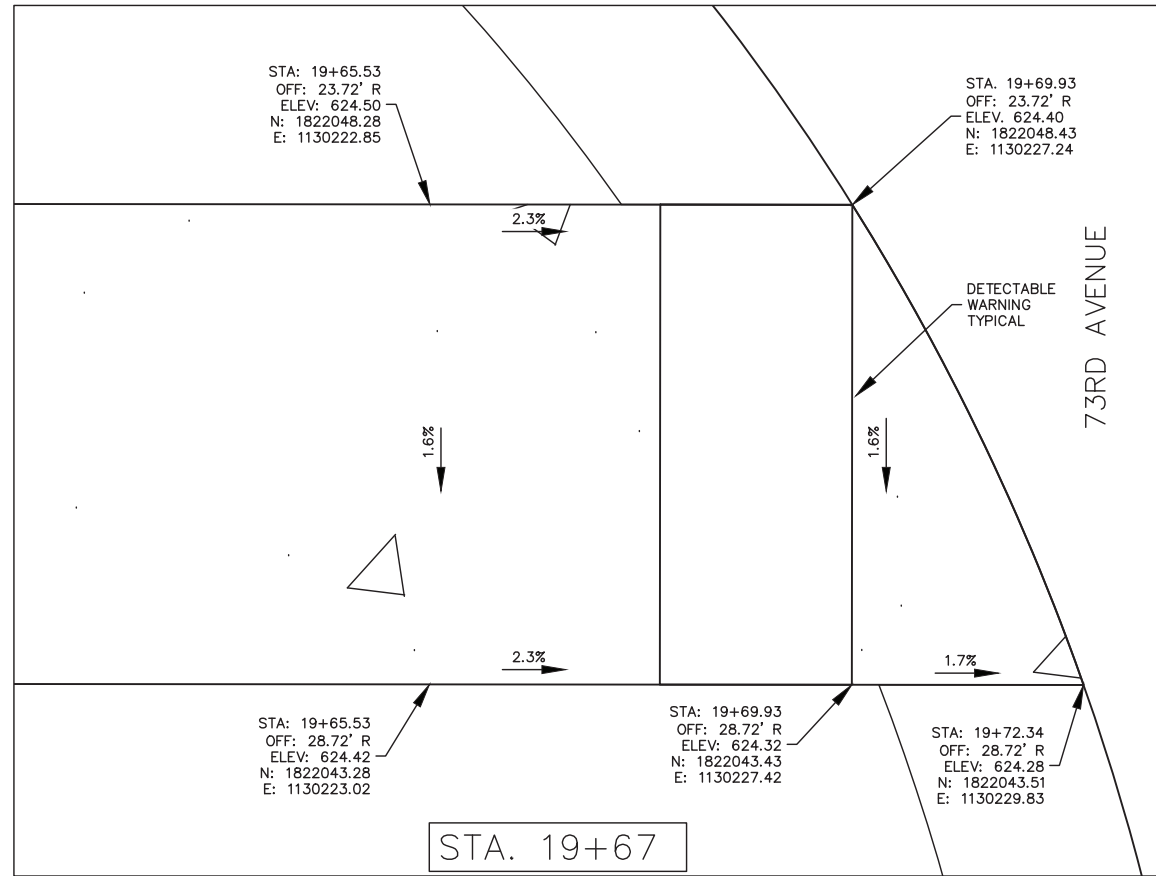 STA: 19+65.53
OFF: 23.72' R
ELEV: 624.50
N: 1822048.28
E: 1130222.85
STA. 19+69.93
OFF: 23.72' R
ELEV. 624.40
N: 1822048.43
E: 1130227.24
2.3%
DETECTABLE
WARNING
TYPICAL
73RD AVENUE
1.6%
1.6%
2.3%
1.7%
STA: 19+65.53
OFF: 28.72' R
ELEV: 624.42
N: 1822043.28
E: 1130223.02
STA: 19+69.93
OFF: 28.72' R
ELEV: 624.32
N: 1822043.43
E: 1130227.42
STA: 19+72.34
OFF: 28.72' R
ELEV: 624.28
N: 1822043.51
E: 1130229.83
STA. 19+67